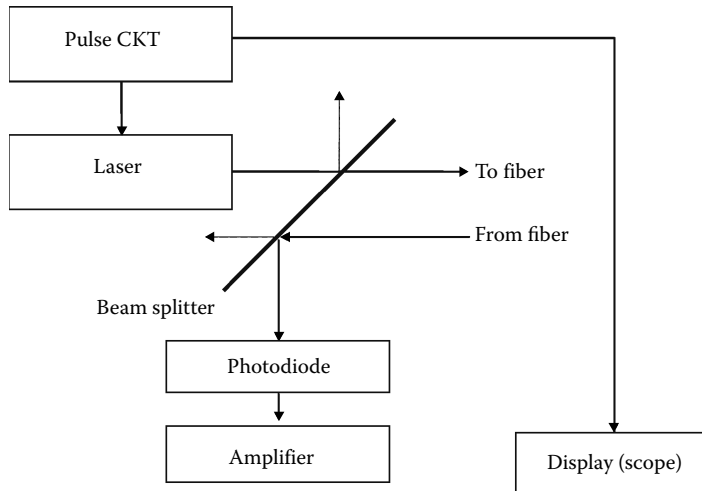 Pulse CKT
Laser
To fiber
From fiber
Beam splitter
Photodiode
Amplifier
Display (scope)